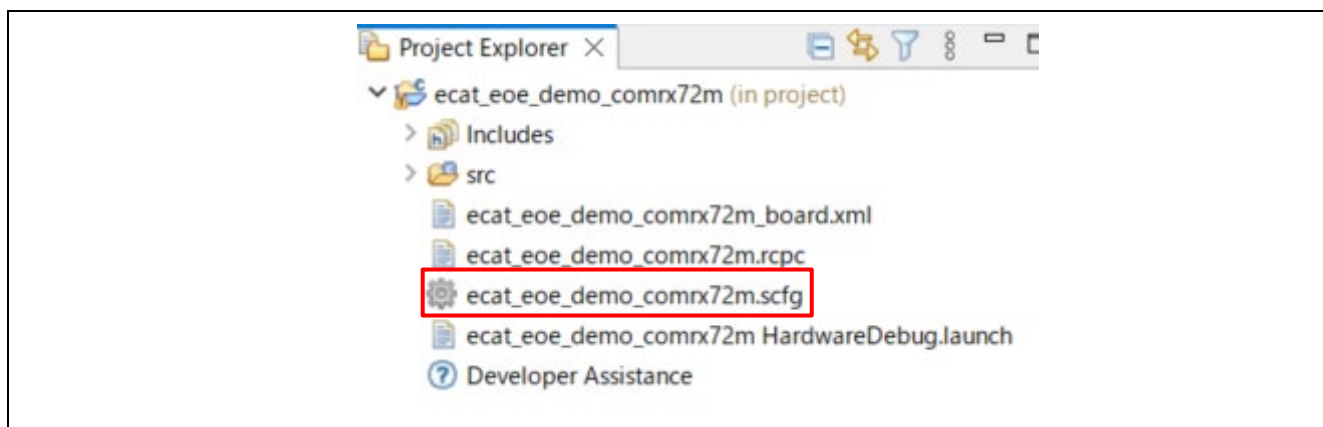 Project Explorer
ecat_eoe_demo_comrx72m (in project)
Includes
src
ecat_eoe_demo_comrx72m_board.xml
ecat_eoe_demo_comrx72m.rcpc
ecat_eoe_demo_comrx72m.scfg
ecat_eoe_demo_comrx72m HardwareDebug.launch
Developer Assistance